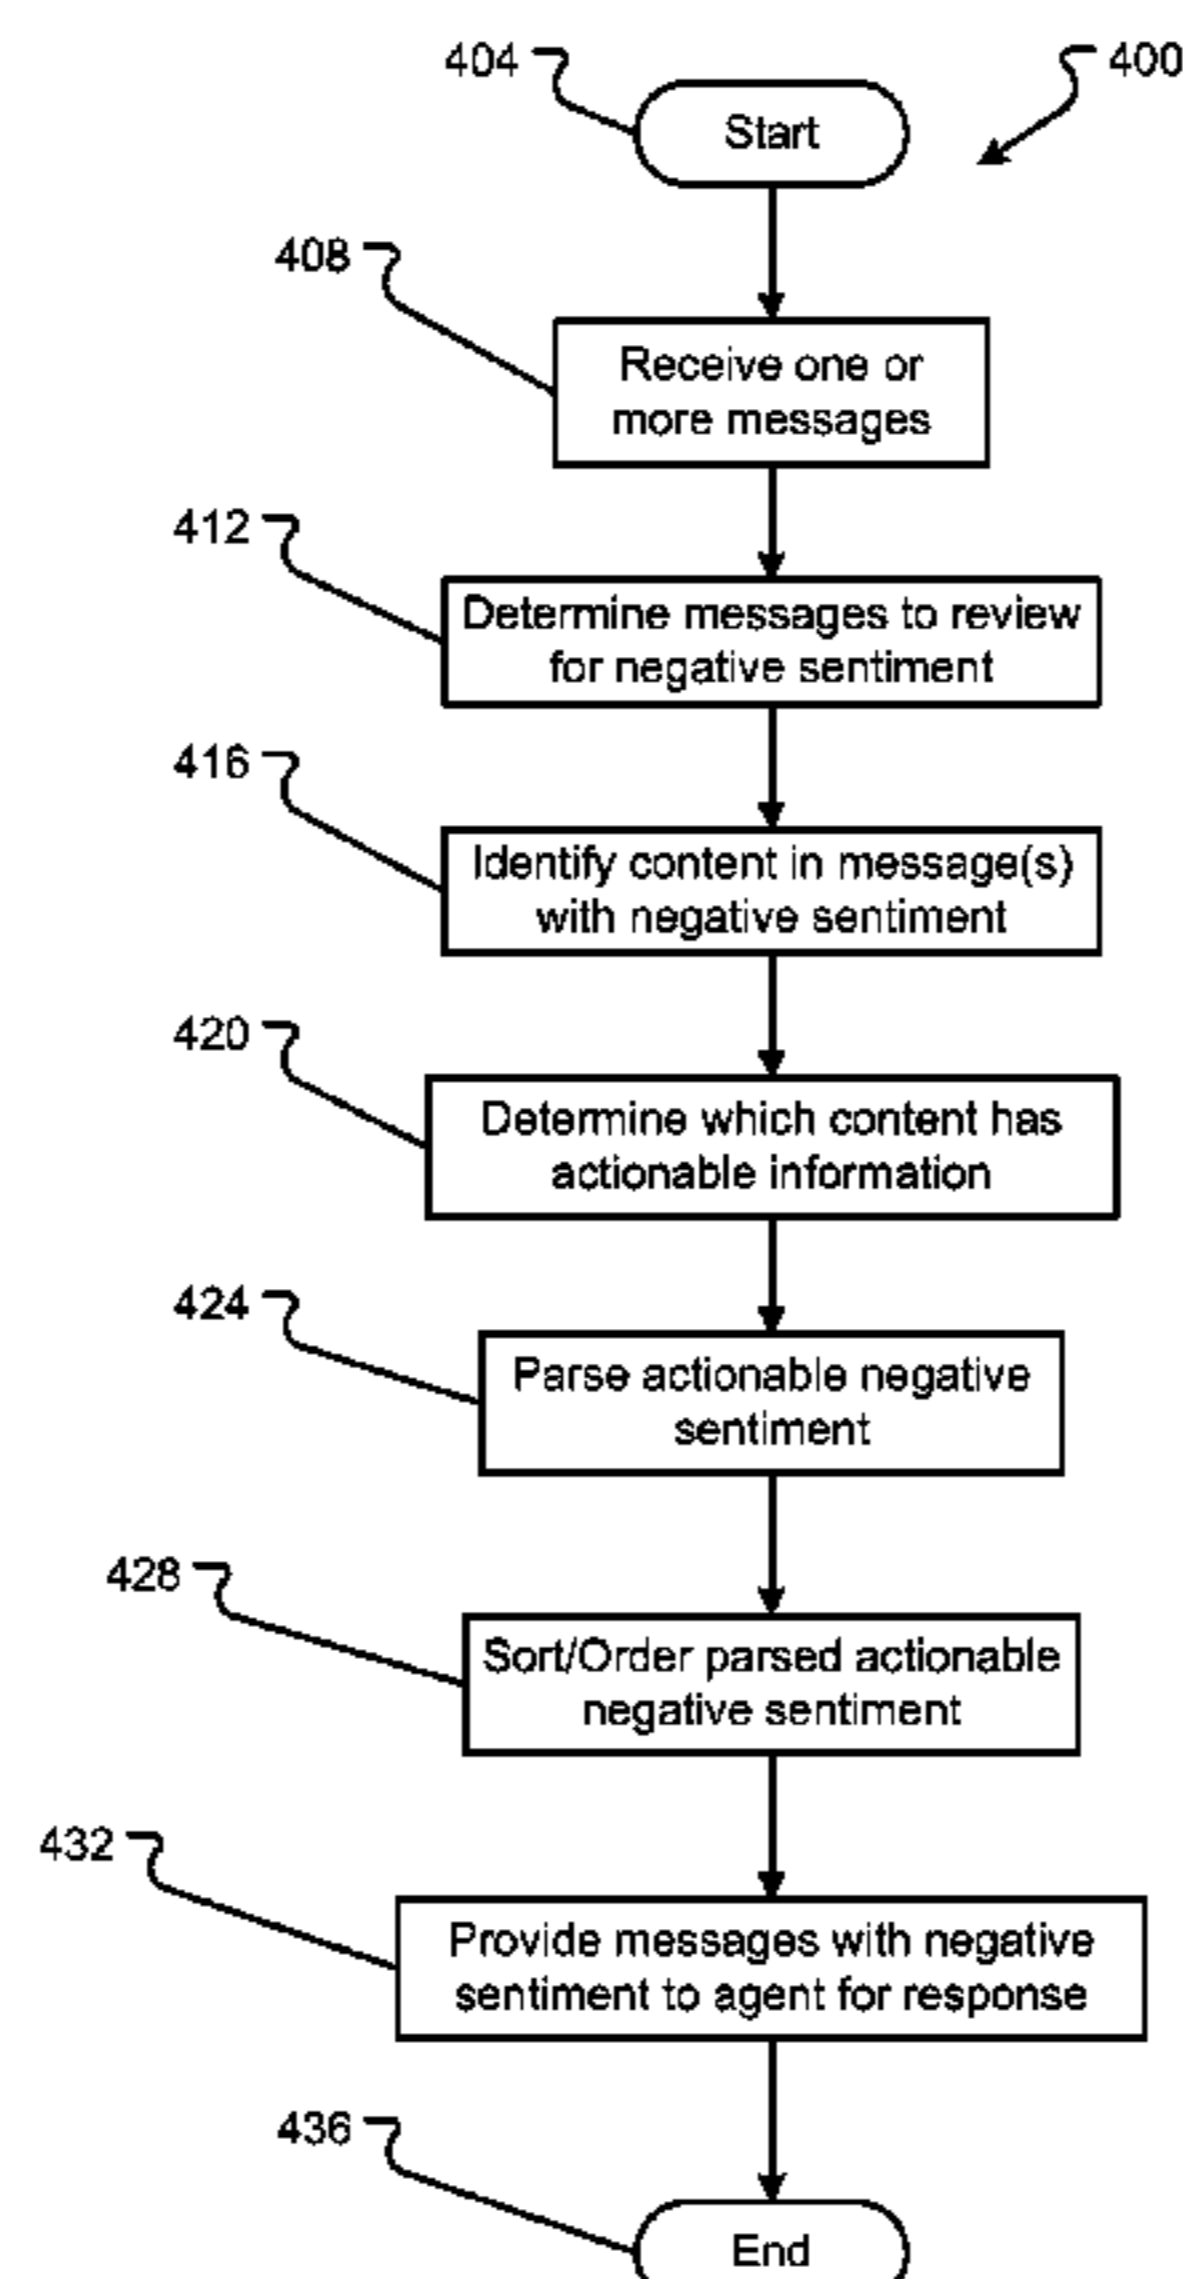 404
400
Start
408
Receive one or
more messages
412
Determine messages to review
for negative sentiment
416
Identify content in message(s)
with negative sentiment
420
Determine which content has
actionable information
424
Parse actionable negative
sentiment
428
Sort/Order parsed actionable
negative sentiment
432
Provide messages with negative
sentiment to agent for response
436
End